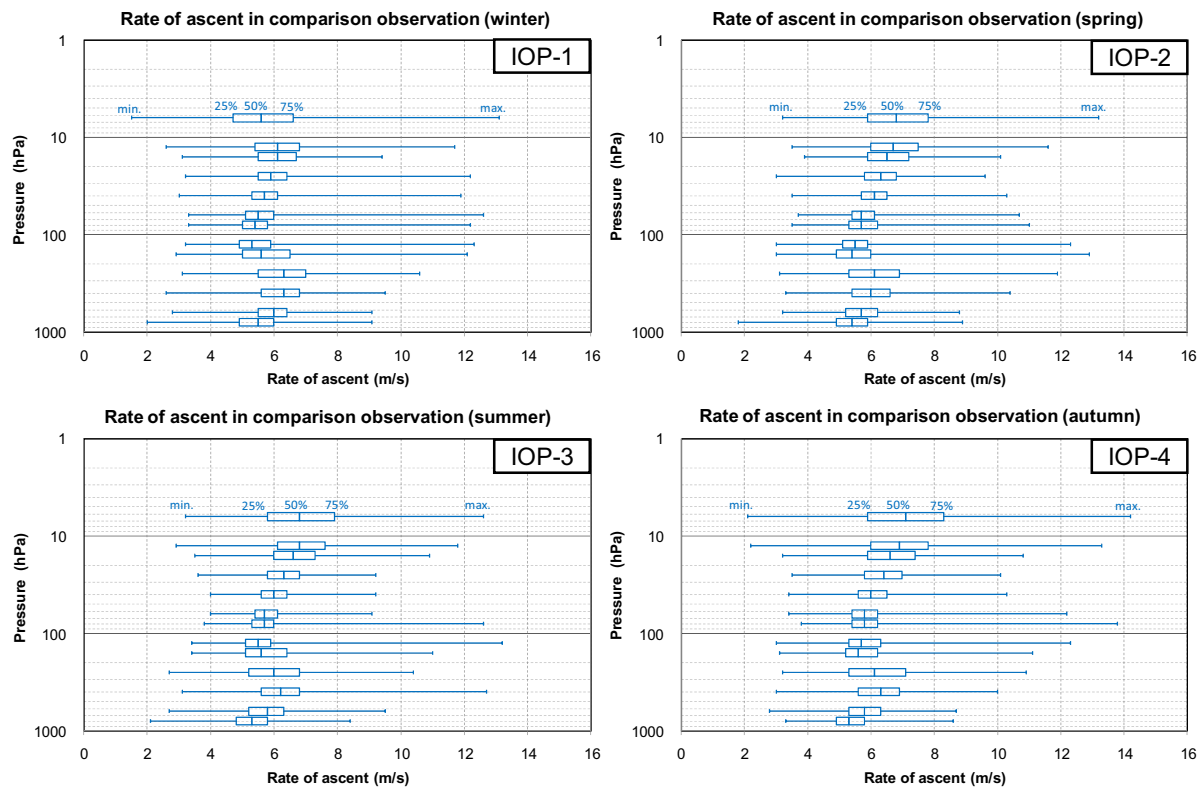 Rate of ascent in comparison observation (winter)
IOP-1
1
10
100
1000
Pressure (hPa)
min. 25% 50% 75% max.
0 2 4 6 8 10 12 14 16
Rate of ascent (m/s)
Rate of ascent in comparison observation (spring)
IOP-2
1
10
100
1000
Pressure (hPa)
min. 25% 50% 75% max.
0 2 4 6 8 10 12 14 16
Rate of ascent (m/s)
Rate of ascent in comparison observation (summer)
IOP-3
1
10
100
1000
Pressure (hPa)
min. 25% 50% 75% max.
0 2 4 6 8 10 12 14 16
Rate of ascent (m/s)
Rate of ascent in comparison observation (autumn)
IOP-4
1
10
100
1000
Pressure (hPa)
min. 25% 50% 75% max.
0 2 4 6 8 10 12 14 16
Rate of ascent (m/s)